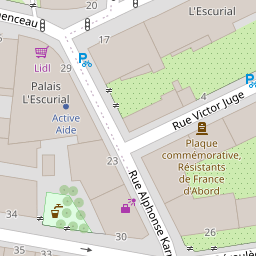 L'Escurial
17
Lidl
29
Palais
L'Escurial
Active
Aide
4
Rue Victor Juge
Plaque
commémorative,
Résistants
de France
d'Abord
23
Rue Alphonse Karr
34
35
30
26